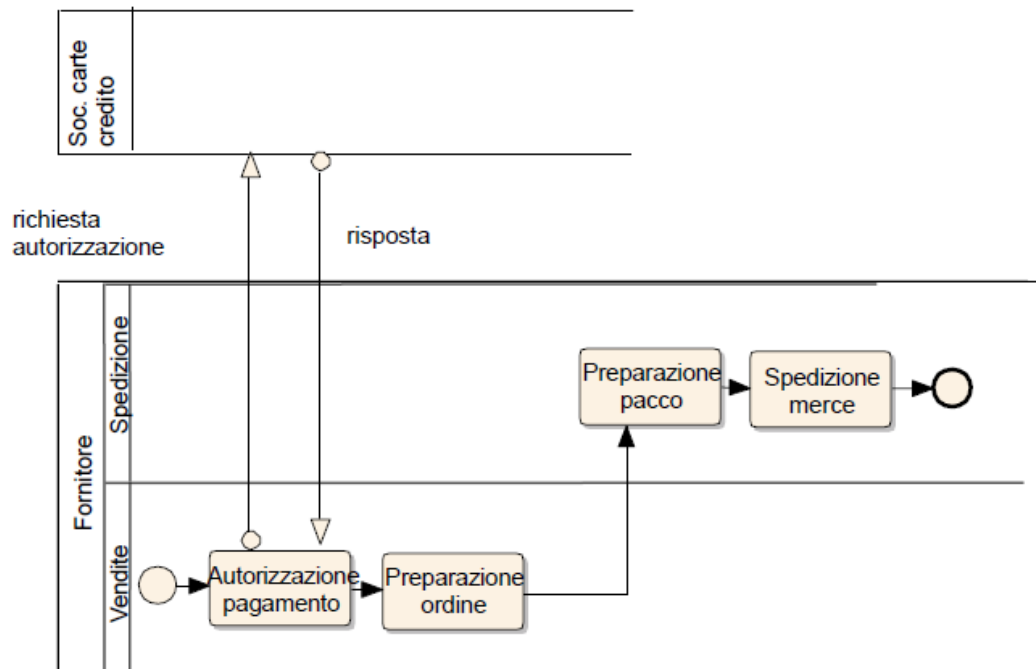 Soc. carte
credito
richiesta
autorizzazione
risposta
Fornitore
Spedizione
Preparazione
pacco
Spedizione
merce
Vendite
Autorizzazione
pagamento
Preparazione
ordine